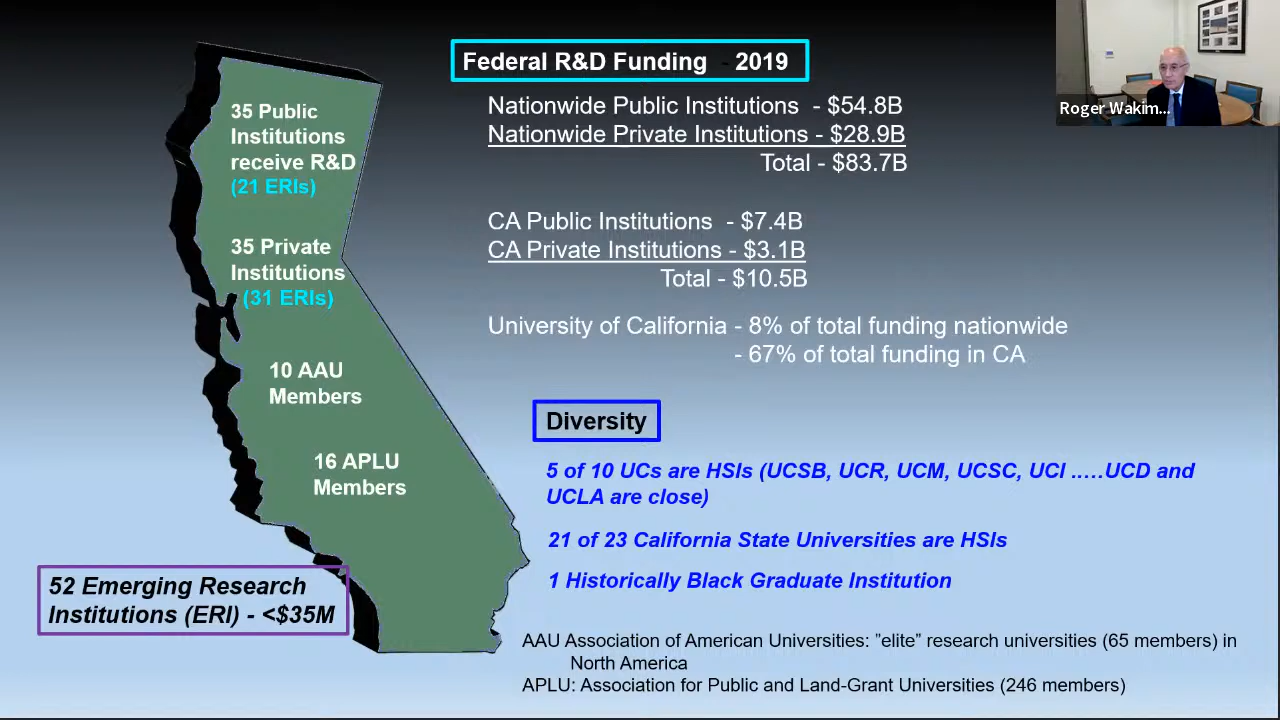 Federal R&D Funding - 2019
Nationwide Public Institutions - $54.8B
Nationwide Private Institutions - $28.9B
Total - $83.7B
CA Public Institutions - $7.4B
CA Private Institutions - $3.1B
Total - $10.5B
University of California - 8% of total funding nationwide
- 67% of total funding in CA
35 Public
Institutions
receive R&D
(21 ERIs)
35 Private
Institutions
(31 ERIs)
10 AAU
Members
16 APLU
Members
52 Emerging Research
Institutions (ERI) - <$35M
Diversity
5 of 10 UCs are HSIs (UCSB, UCR, UCM, UCSC, UCI .....UCD and
UCLA are close)
21 of 23 California State Universities are HSIs
1 Historically Black Graduate Institution
AAU Association of American Universities: ”elite” research universities (65 members) in
North America
APLU: Association for Public and Land-Grant Universities (246 members)
Roger Wakim...